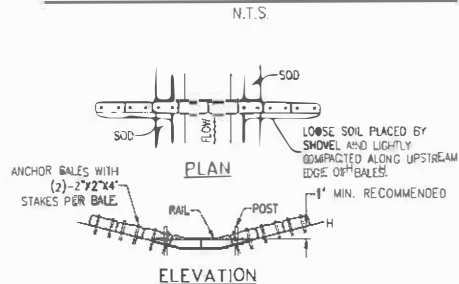 N.T.S.
SOD
SOD
FLOW
LOOSE SOIL PLACED BY
SHOVEL AND LIGHTLY
COMPACTED ALONG UPSTREAM
EDGE OF BALES.
PLAN
ANCHOR BALES WITH
(2)-2"X2"X4'
STAKES PER BALE.
RAIL
POST
1' MIN. RECOMMENDED
H
ELEVATION